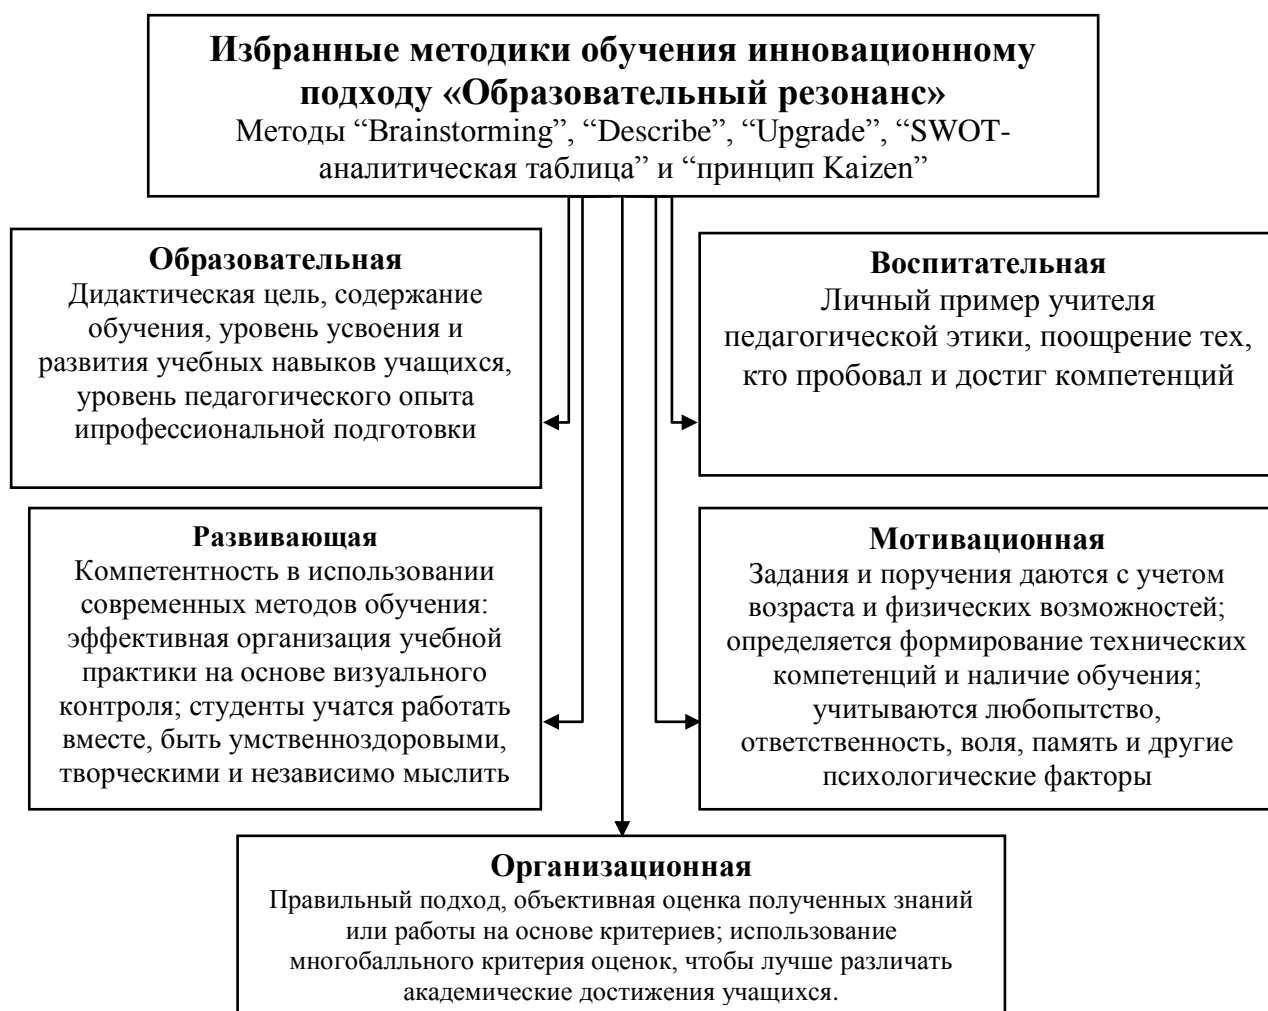 Избранные методики обучения инновационному
подходу «Образовательный резонанс»
Методы “Brainstorming”, “Describe”, “Upgrade”, “SWOT-
аналитическая таблица” и “принцип Kaizen”
Образовательная
Дидактическая цель, содержание
обучения, уровень усвоения и
развития учебных навыков учащихся,
уровень педагогического опыта
ипрофессиональной подготовки
Воспитательная
Личный пример учителя
педагогической этики, поощрение тех,
кто пробовал и достиг компетенций
Развивающая
Компетентность в использовании
современных методов обучения:
эффективная организация учебной
практики на основе визуального
контроля; студенты учатся работать
вместе, быть умственноздоровыми,
творческими и независимо мыслить
Мотивационная
Задания и поручения даются с учетом
возраста и физических возможностей;
определяется формирование технических
компетенций и наличие обучения;
учитываются любопытство,
ответственность, воля, память и другие
психологические факторы
Организационная
Правильный подход, объективная оценка полученных знаний
или работы на основе критериев; использование
многобалльного критерия оценок, чтобы лучше различать
академические достижения учащихся.